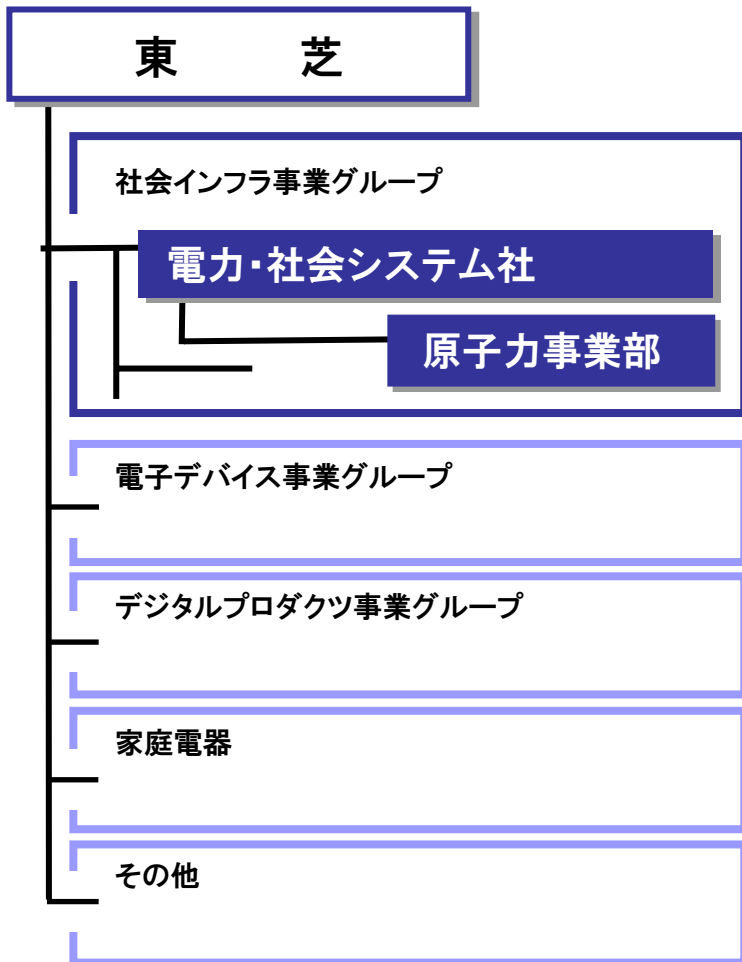 東　　芝
社会インフラ事業グループ
電力・社会システム社
原子力事業部
電子デバイス事業グループ
デジタルプロダクツ事業グループ
家庭電器
その他